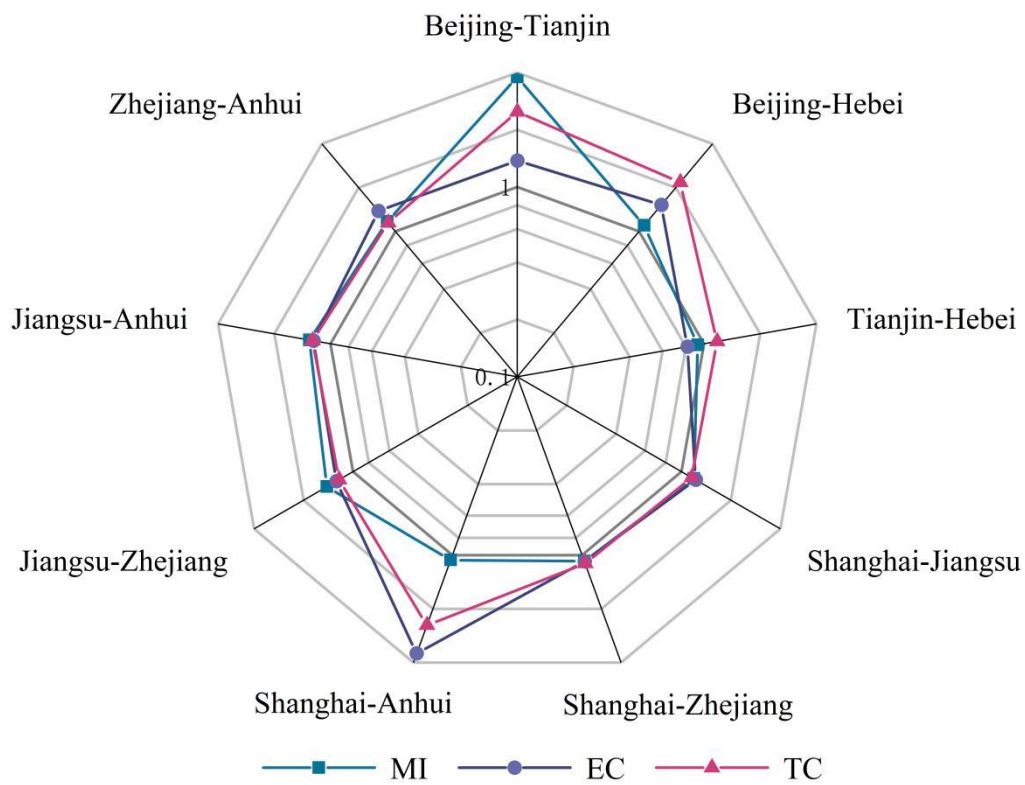 Beijing-Tianjin
Zhejiang-Anhui
Beijing-Hebei
1
Jiangsu-Anhui
Tianjin-Hebei
0.1
Jiangsu-Zhejiang
Shanghai-Jiangsu
Shanghai-Anhui
Shanghai-Zhejiang
MI EC TC